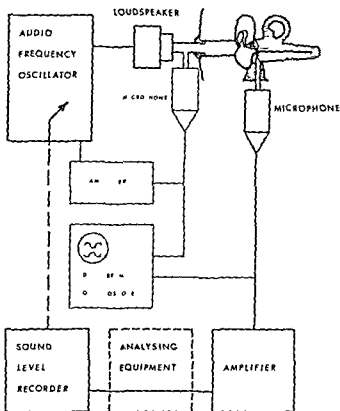 LOUDSPEAKER
AUDIO
FREQUENCY
OSCILLATOR
MICROPHONE
SOUND
LEVEL
RECORDER
ANALYSING
EQUIPMENT
AMPLIFIER